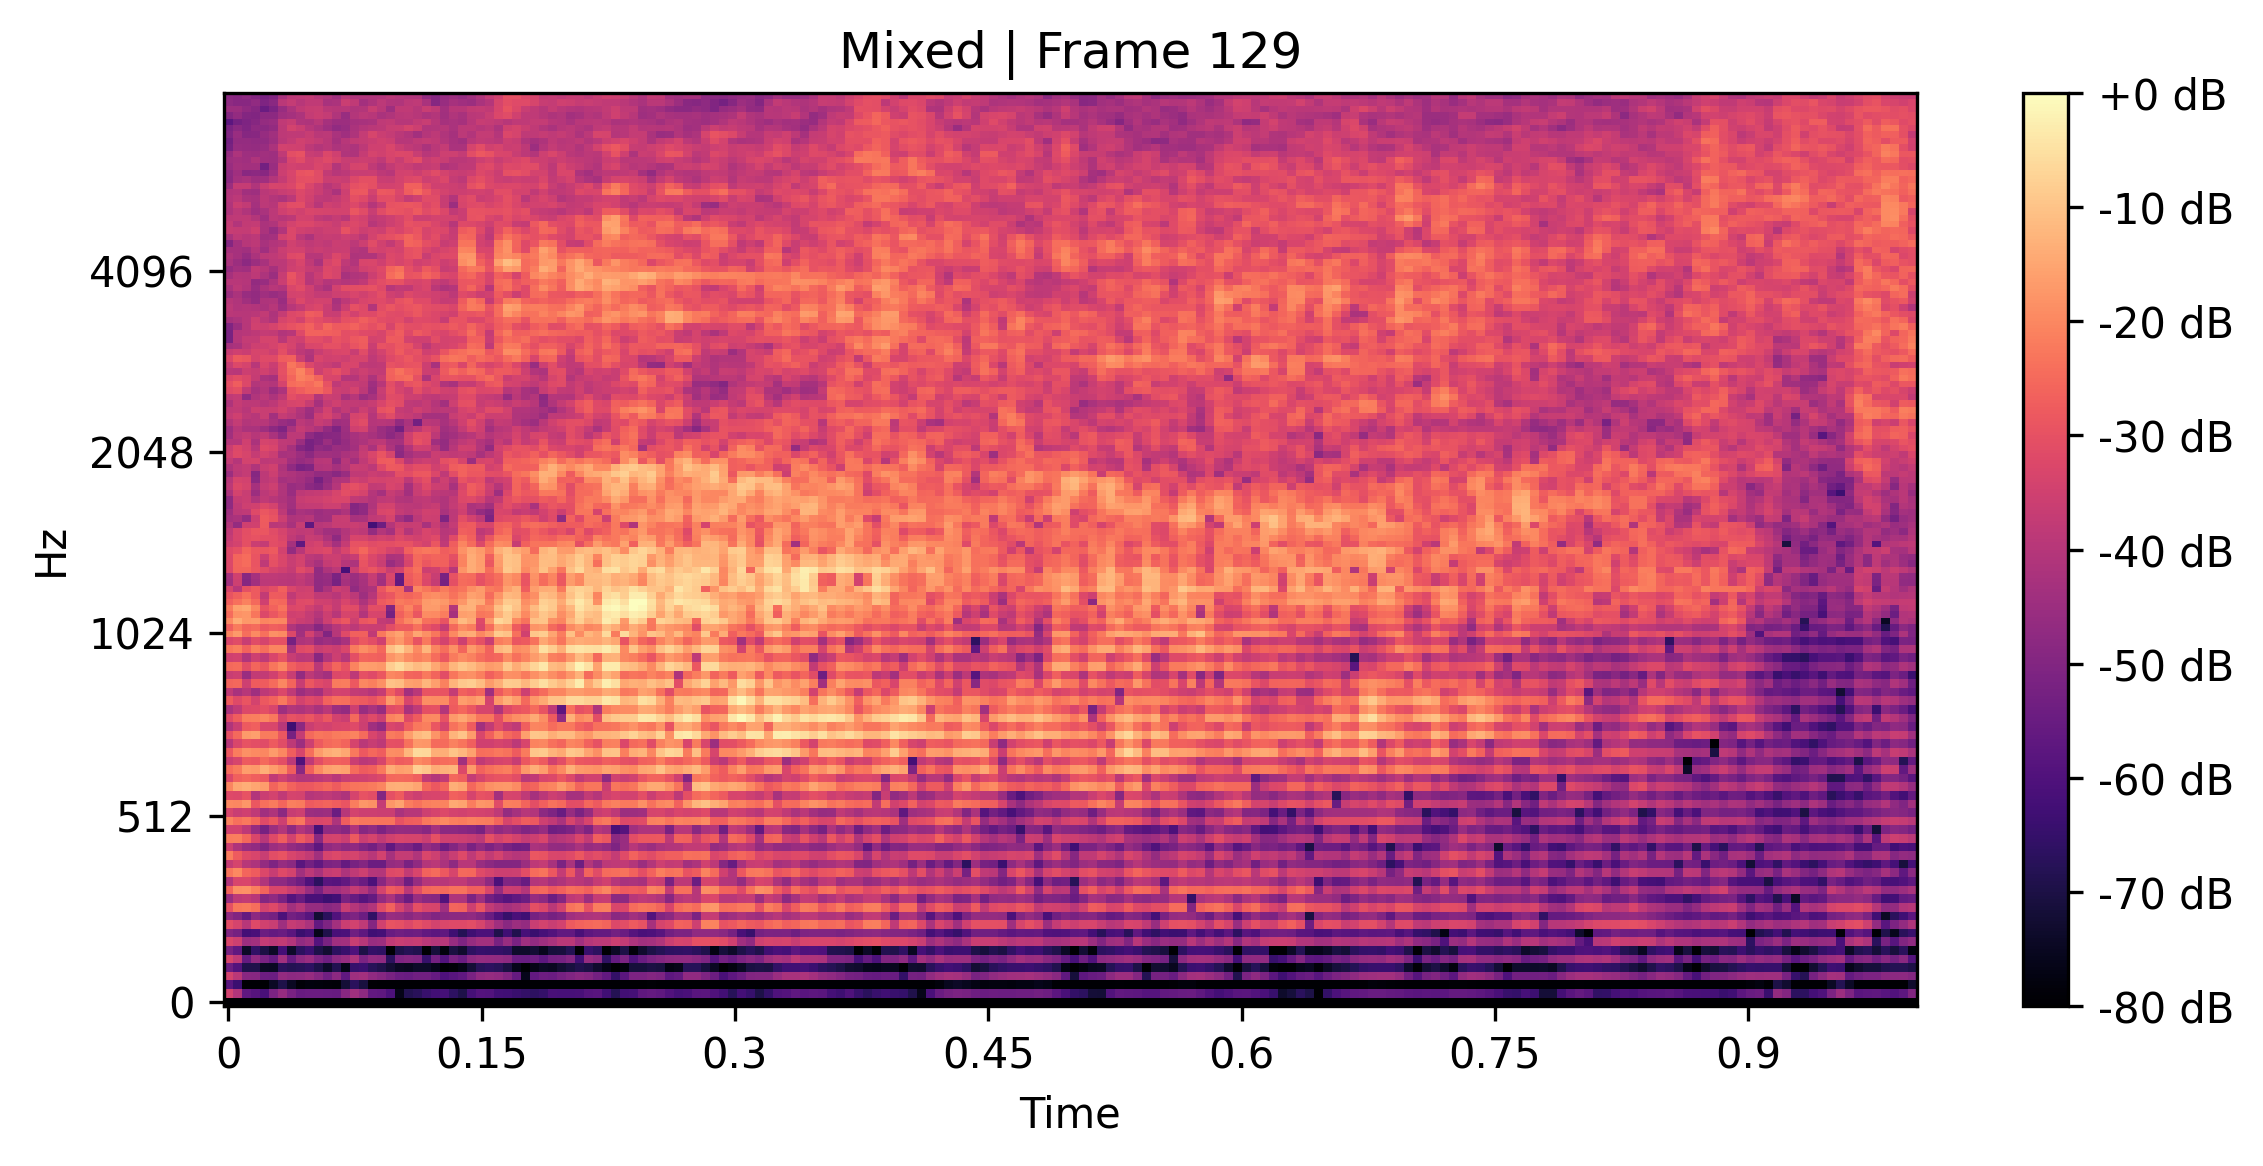 Mixed | Frame 129
+0 dB
-10 dB
-20 dB
-30 dB
-40 dB
-50 dB
-60 dB
-70 dB
-80 dB
Hz
4096
2048
1024
512
0
0 0.15 0.3 0.45 0.6 0.75 0.9
Time